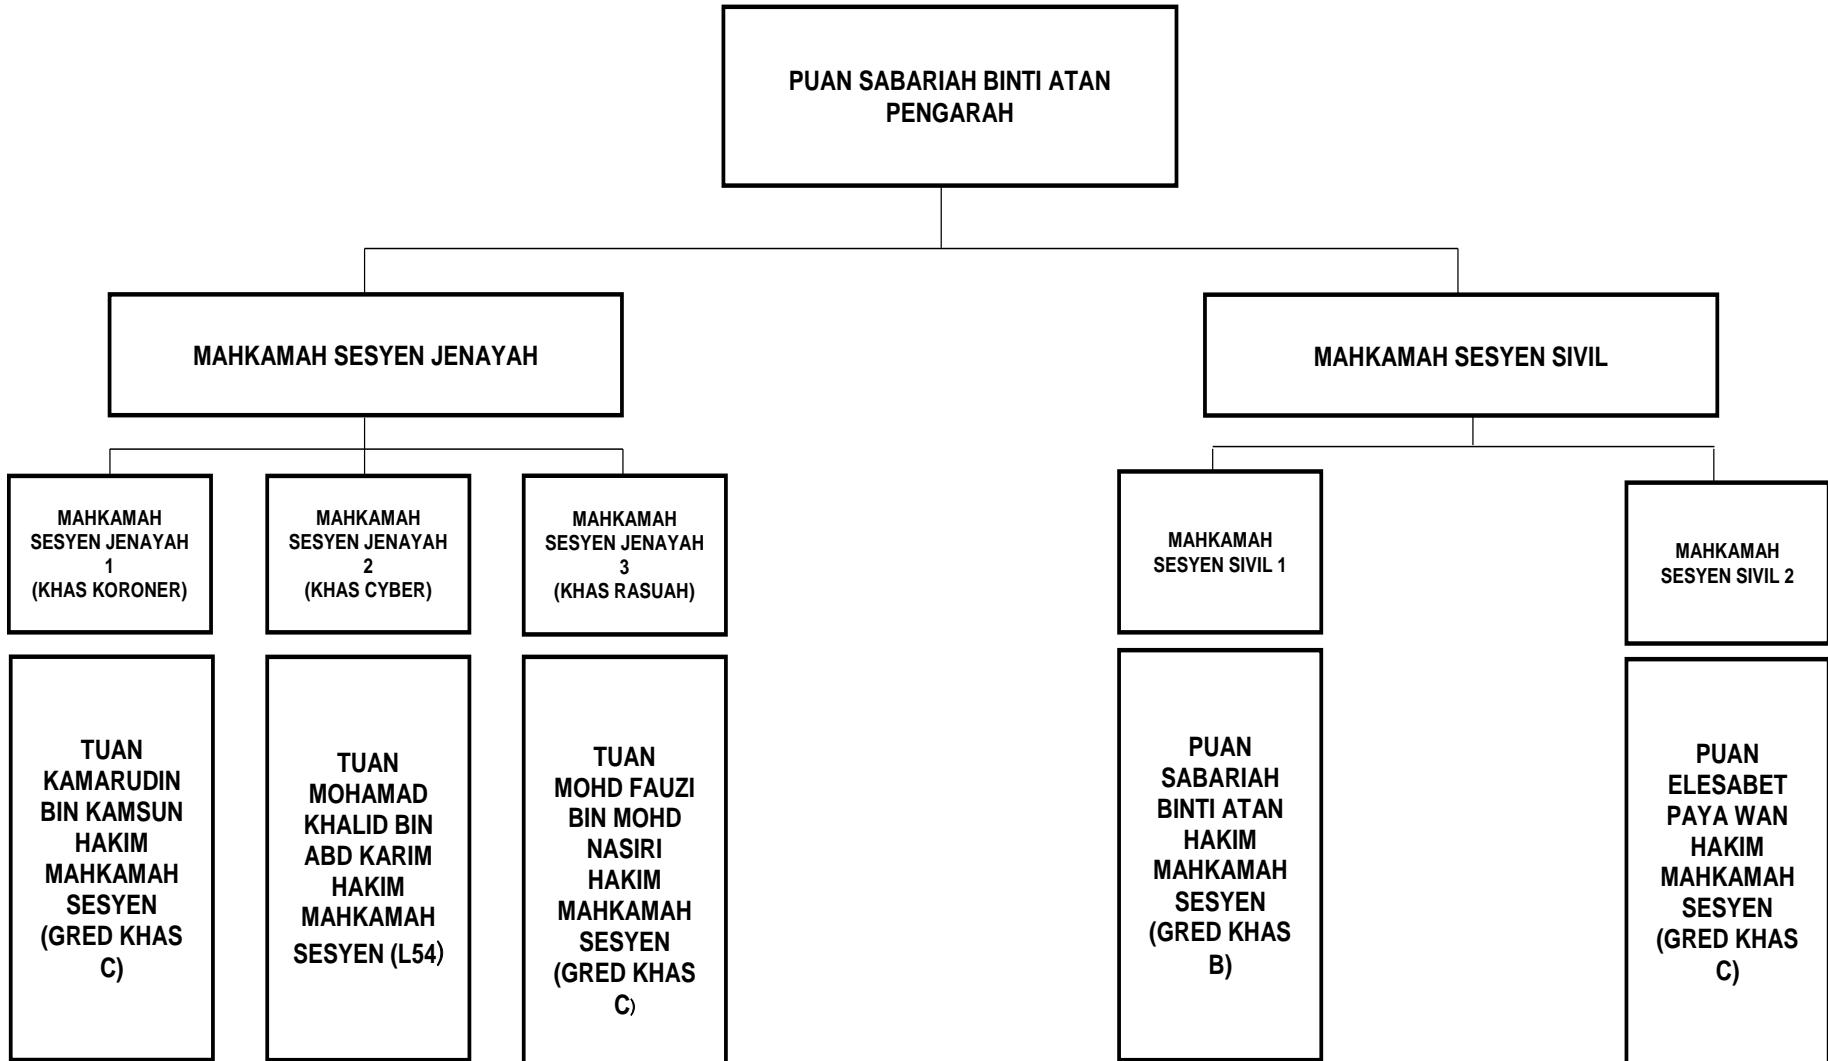 PUAN SABARIAH BINTI ATAN
PENGARAH
MAHKAMAH SESYEN JENAYAH
MAHKAMAH SESYEN SIVIL
MAHKAMAH
SESYEN JENAYAH
1
(KHAS KORONER)
MAHKAMAH
SESYEN JENAYAH
2
(KHAS CYBER)
MAHKAMAH
SESYEN JENAYAH
3
(KHAS RASUAH)
MAHKAMAH
SESYEN SIVIL 1
MAHKAMAH
SESYEN SIVIL 2
TUAN
KAMARUDIN
BIN KAMSUN
HAKIM
MAHKAMAH
SESYEN
(GRED KHAS
C)
TUAN
MOHAMAD
KHALID BIN
ABD KARIM
HAKIM
MAHKAMAH
SESYEN (L54)
TUAN
MOHD FAUZI
BIN MOHD
NASIRI
HAKIM
MAHKAMAH
SESYEN
(GRED KHAS
C)
PUAN
SABARIAH
BINTI ATAN
HAKIM
MAHKAMAH
SESYEN
(GRED KHAS
B)
PUAN
ELESABET
PAYA WAN
HAKIM
MAHKAMAH
SESYEN
(GRED KHAS
C)